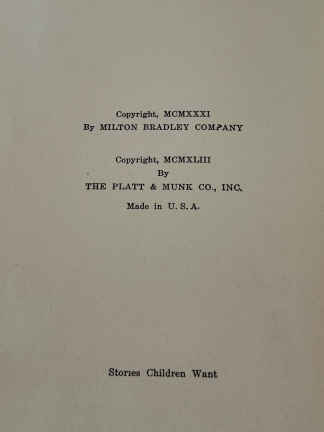 Copyright, MCMXXXI
By MILTON BRADLEY COMPANY
Copyright, MCMXLIII
By
THE PLATT & MUNK CO., INC.
Made in U. S. A.
Stories Children Want